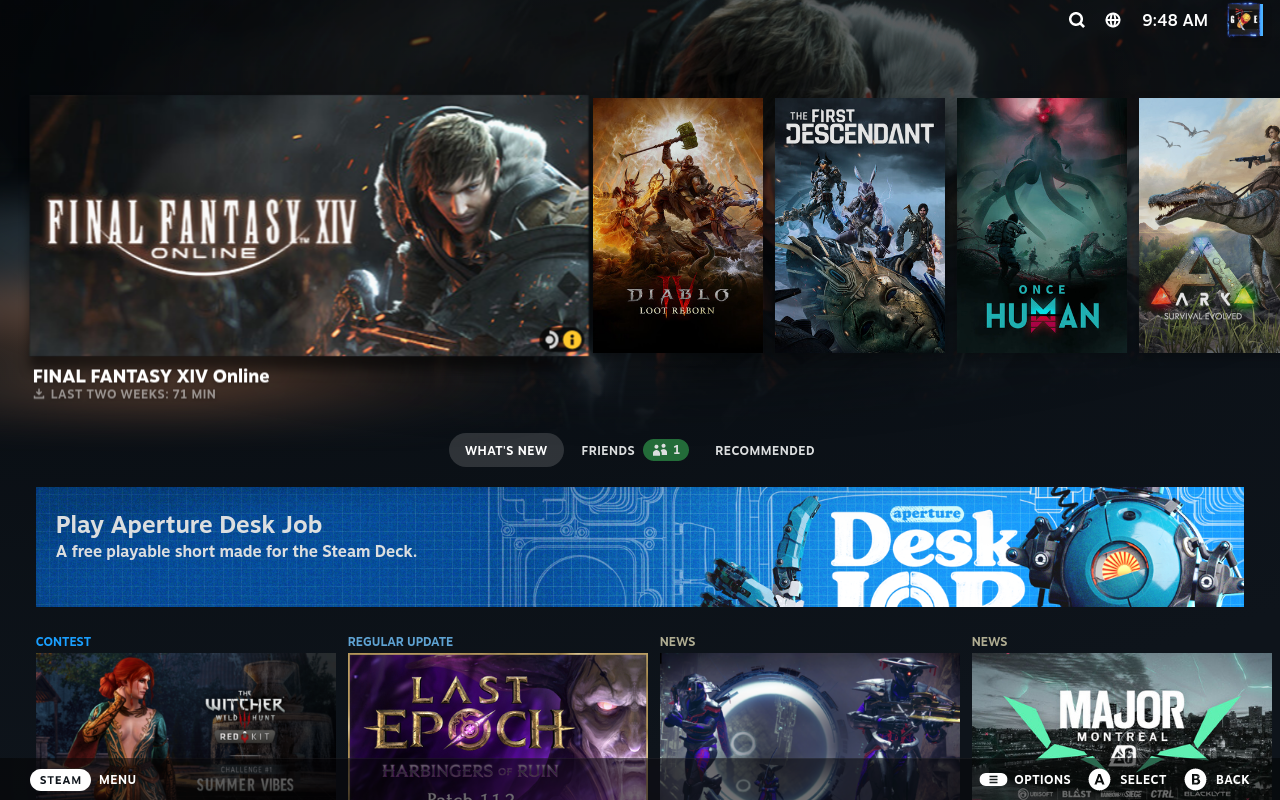 9:48 AM
FINAL FANTASY XIV
ONLINE
DIABLO
IV
LOOT REBORN
THE FIRST
DESCENDANT
ONCE
HUMAN
ARK
SURVIVAL EVOLVED
FINAL FANTASY XIV Online
LAST TWO WEEKS: 71 MIN
WHAT'S NEW
FRIENDS
1
RECOMMENDED
Play Aperture Desk Job
A free playable short made for the Steam Deck.
aperture
Desk
JOB
CONTEST
REGULAR UPDATE
NEWS
NEWS
THE
WITCHER
WILD HUNT
REDKIT
CHALLENGE #1
SUMMER VIBES
LAST
EPOCH
HARBINGERS OF RUIN
Patch 1.1.2
MAJOR
MONTREAL
UBISOFT
BLAST
SIEGE
CTRL
BLACKLYTE
STEAM
MENU
OPTIONS
A
SELECT
B
BACK